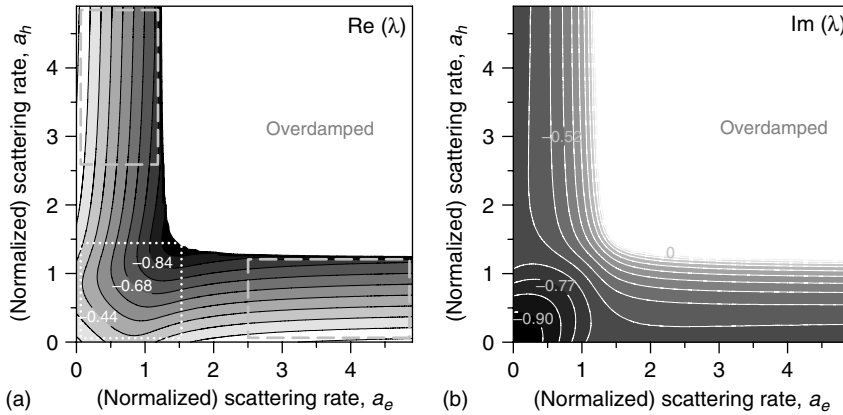 Re (λ)
Im (λ)
(Normalized) scattering rate, a_h
(Normalized) scattering rate, a_h
4
3
2
1
0
4
3
2
1
0
Overdamped
Overdamped
−0.84
−0.68
−0.44
0
−0.77
−0.90
0 1 2 3 4
0 1 2 3 4
(a) (Normalized) scattering rate, a_e
(b) (Normalized) scattering rate, a_e